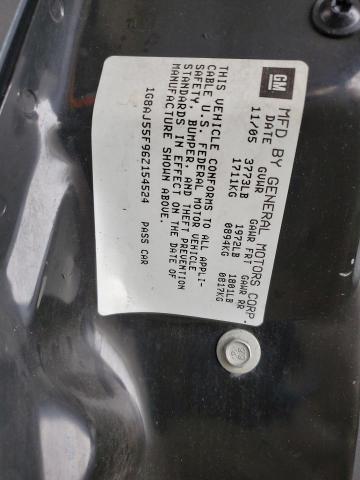 GM
MFD BY GENERAL MOTORS CORP.
DATE GVWR GAWR FRT GAWR RR
11/05 3773LB 1972LB 1801LB
1711KG 0894KG 0817KG
THIS VEHICLE CONFORMS TO ALL APPLI-
CABLE U.S. FEDERAL MOTOR VEHICLE
SAFETY, BUMPER, AND THEFT PREVENTION
STANDARDS IN EFFECT ON THE DATE OF
MANUFACTURE SHOWN ABOVE.
1G8AJ55F96Z154524 PASS CAR